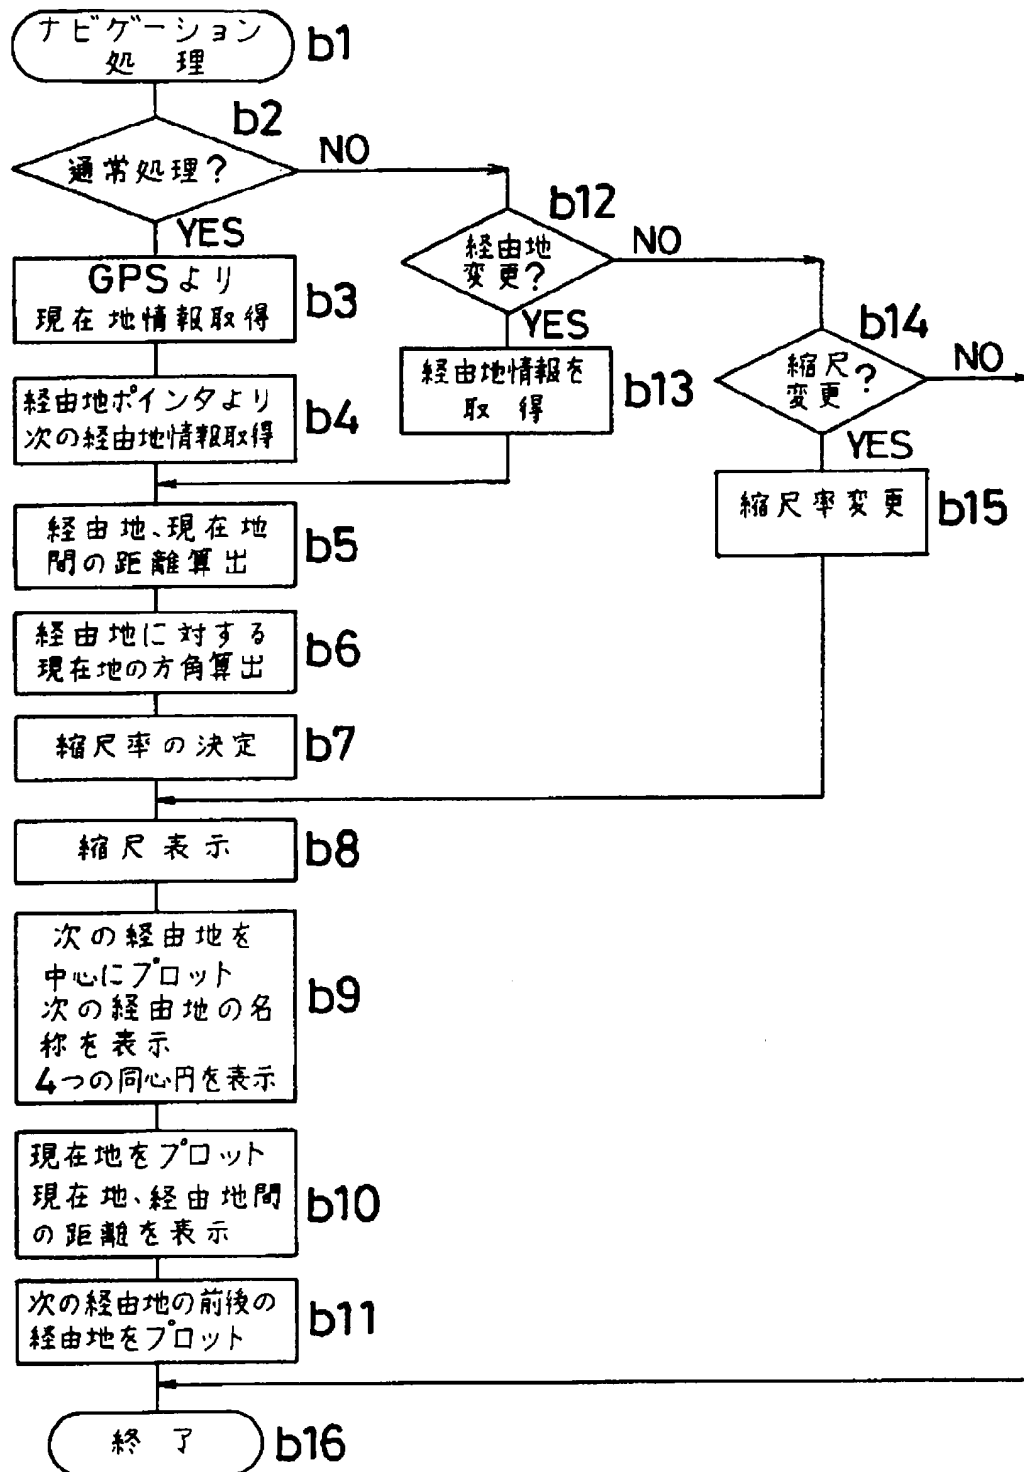 ナビゲーション
処理
b1
b2
通常処理?
NO
YES
b12
経由地
変更?
NO
YES
GPSより
現在地情報取得
b3
b14
縮尺
変更?
NO
YES
経由地ポインタより
次の経由地情報取得
b4
経由地情報を
取得
b13
縮尺率変更
b15
経由地、現在地
間の距離算出
b5
経由地に対する
現在地の方角算出
b6
縮尺率の決定
b7
縮尺表示
b8
次の経由地を
中心にプロット
次の経由地の名
称を表示
4つの同心円を表示
b9
現在地をプロット
現在地、経由地間
の距離を表示
b10
次の経由地の前後の
経由地をプロット
b11
終了
b16